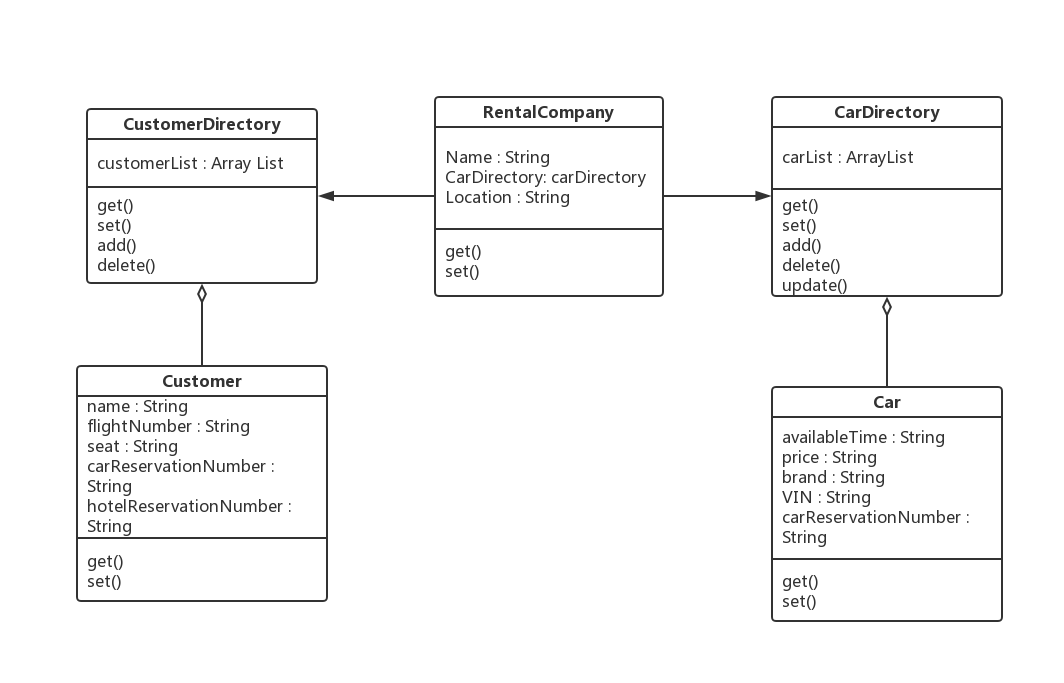 CustomerDirectory
customerList : Array List
get()
set()
add()
delete()
RentalCompany
Name : String
CarDirectory: carDirectory
Location : String
get()
set()
CarDirectory
carList : ArrayList
get()
set()
add()
delete()
update()
Customer
name : String
flightNumber : String
seat : String
carReservationNumber :
String
hotelReservationNumber :
String
get()
set()
Car
availableTime : String
price : String
brand : String
VIN : String
carReservationNumber :
String
get()
set()